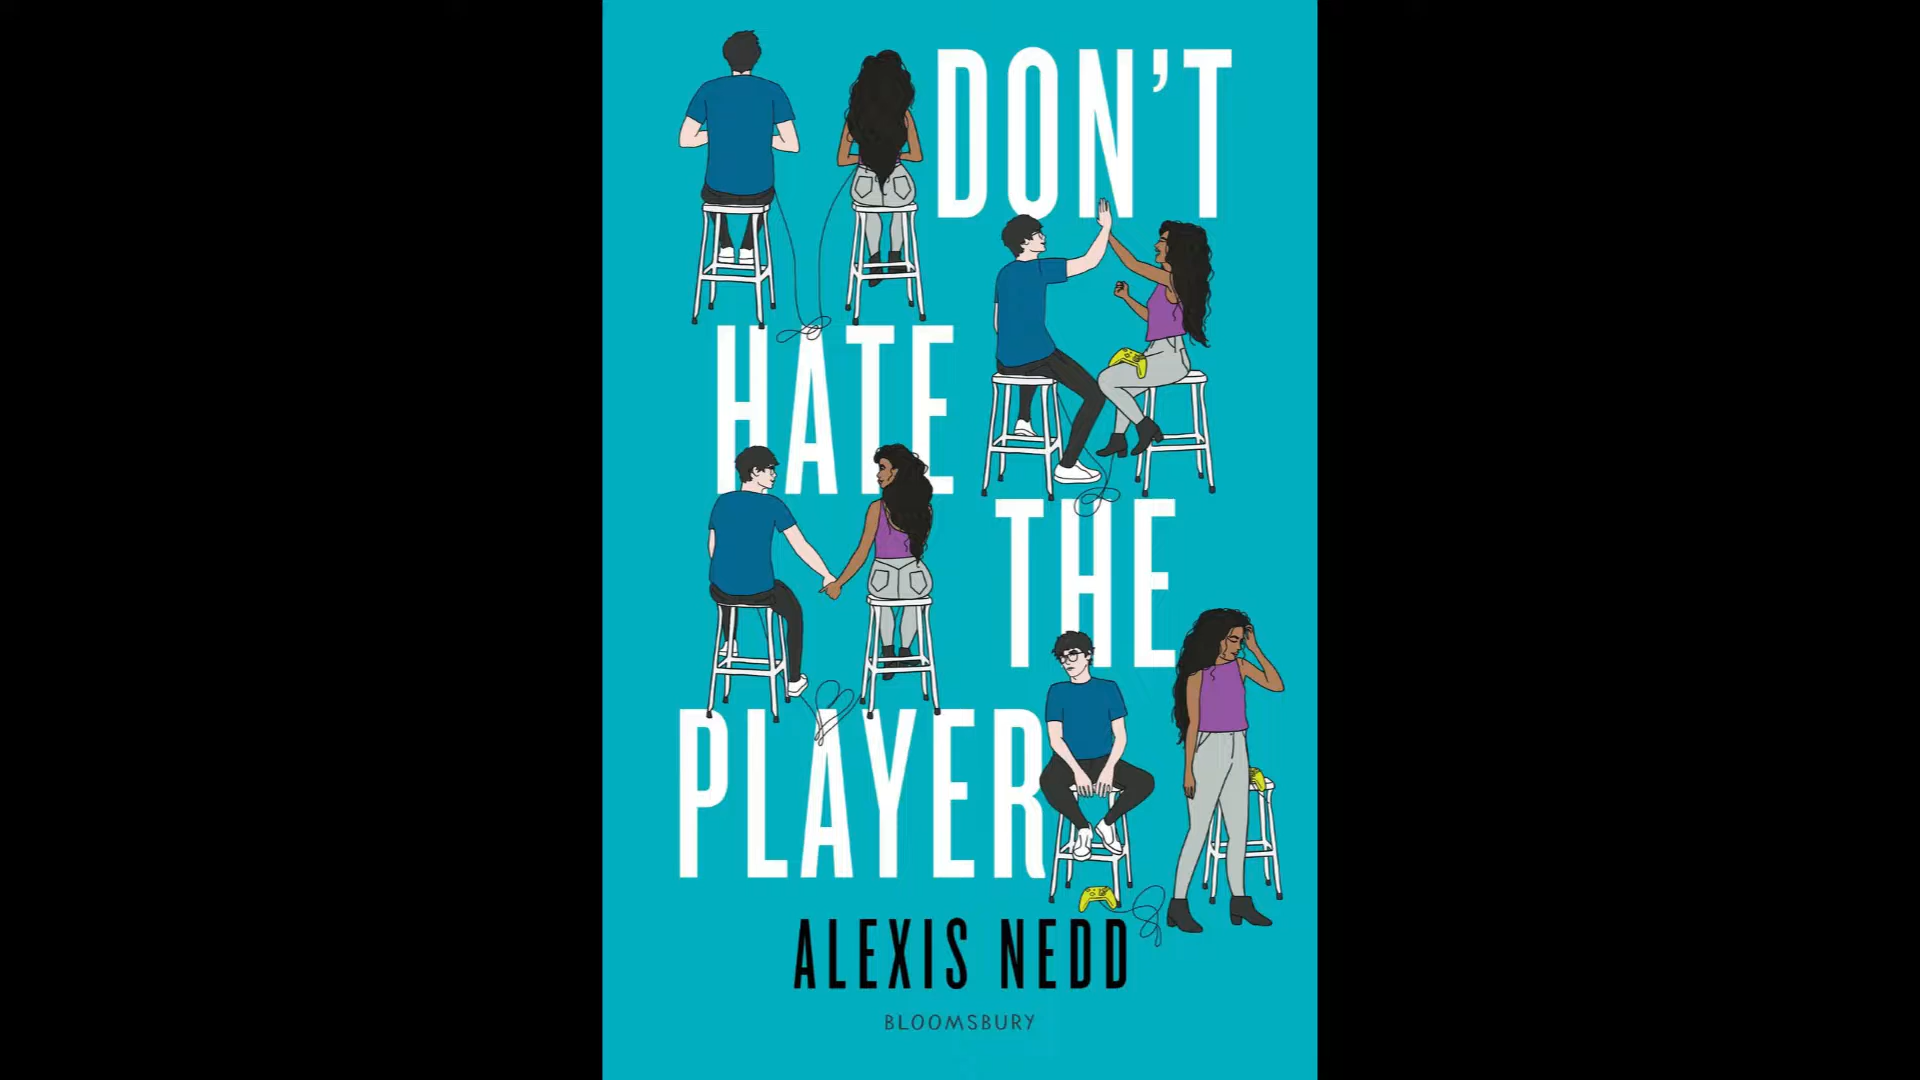 DON'T
HATE
THE
PLAYER
ALEXIS NEDD
BLOOMSBURY